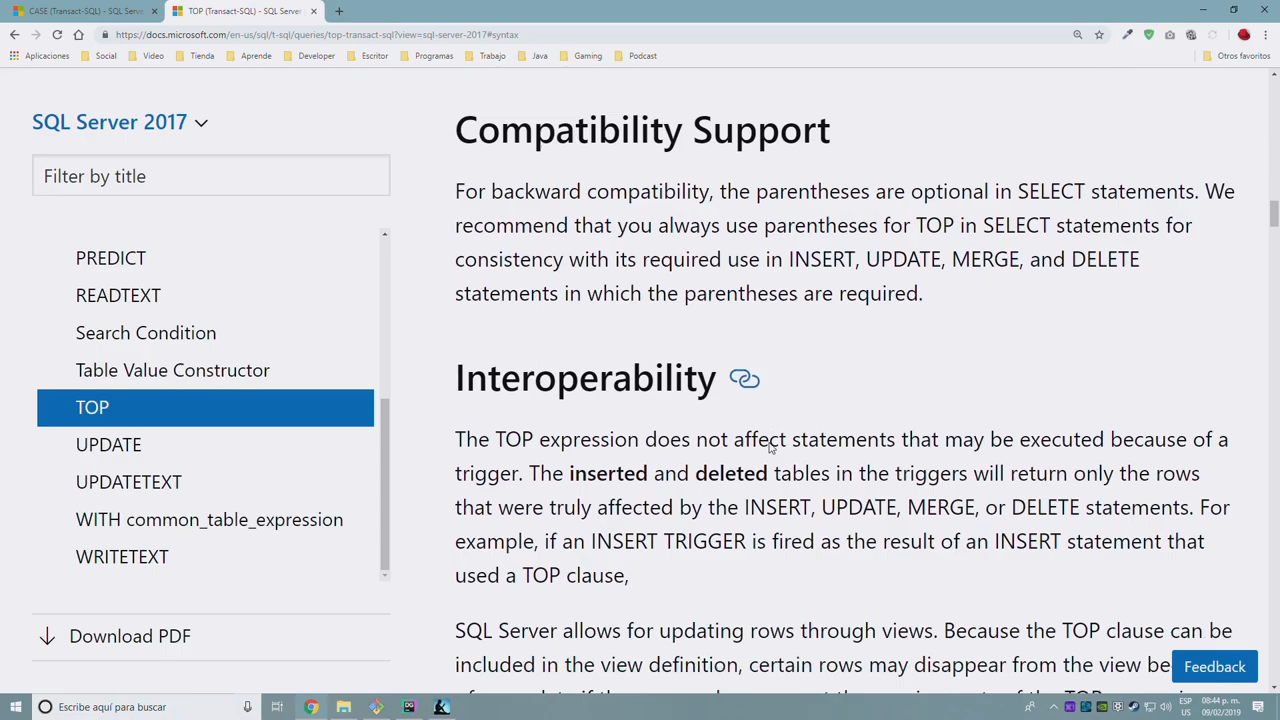 CASE (Transact-SQL) - SQL Serve
TOP (Transact-SQL) - SQL Server
https://docs.microsoft.com/en-us/sql/t-sql/queries/top-transact-sql?view=sql-server-2017#syntax
Aplicaciones Social Video Tienda Aprende Developer Escritor Programas Trabajo Java Gaming Podcast Otros favoritos
SQL Server 2017
Filter by title
PREDICT
READTEXT
Search Condition
Table Value Constructor
TOP
UPDATE
UPDATETEXT
WITH common_table_expression
WRITETEXT
Download PDF
Compatibility Support
For backward compatibility, the parentheses are optional in SELECT statements. We
recommend that you always use parentheses for TOP in SELECT statements for
consistency with its required use in INSERT, UPDATE, MERGE, and DELETE
statements in which the parentheses are required.
Interoperability
The TOP expression does not affect statements that may be executed because of a
trigger. The inserted and deleted tables in the triggers will return only the rows
that were truly affected by the INSERT, UPDATE, MERGE, or DELETE statements. For
example, if an INSERT TRIGGER is fired as the result of an INSERT statement that
used a TOP clause,
SQL Server allows for updating rows through views. Because the TOP clause can be
included in the view definition, certain rows may disappear from the view be
Feedback
Escribe aquí para buscar
ESP
US
08:44 p. m.
09/02/2019